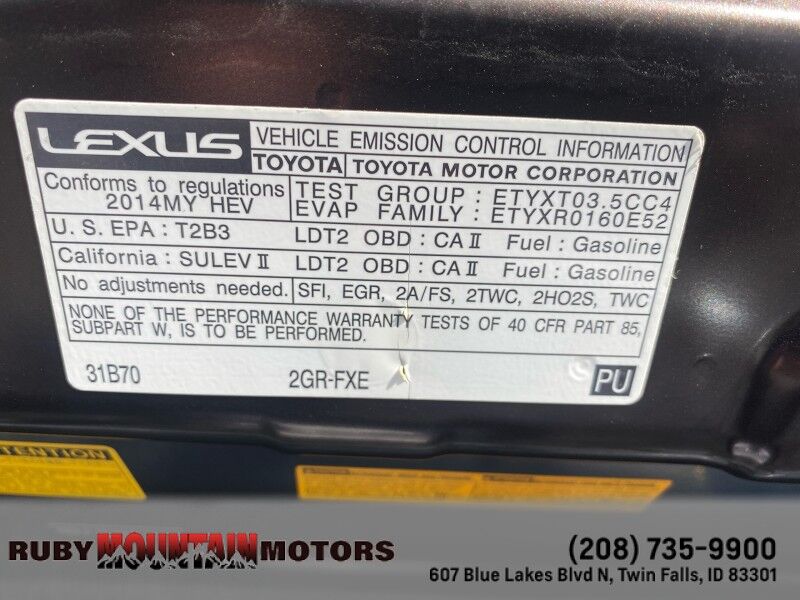 LEXUS VEHICLE EMISSION CONTROL INFORMATION
TOYOTA TOYOTA MOTOR CORPORATION
Conforms to regulations TEST GROUP : ETYXT03.5CC4
2014MY HEV EVAP FAMILY : ETYXR0160E52
U. S. EPA : T2B3 LDT2 OBD : CA II Fuel : Gasoline
California : SULEV II LDT2 OBD : CA II Fuel : Gasoline
No adjustments needed. SFI, EGR, 2A/FS, 2TWC, 2HO2S, TWC
NONE OF THE PERFORMANCE WARRANTY TESTS OF 40 CFR PART 85,
SUBPART W, IS TO BE PERFORMED.
31B70 2GR-FXE PU
TTENTION
RUBY MOUNTAIN MOTORS
(208) 735-9900
607 Blue Lakes Blvd N, Twin Falls, ID 83301